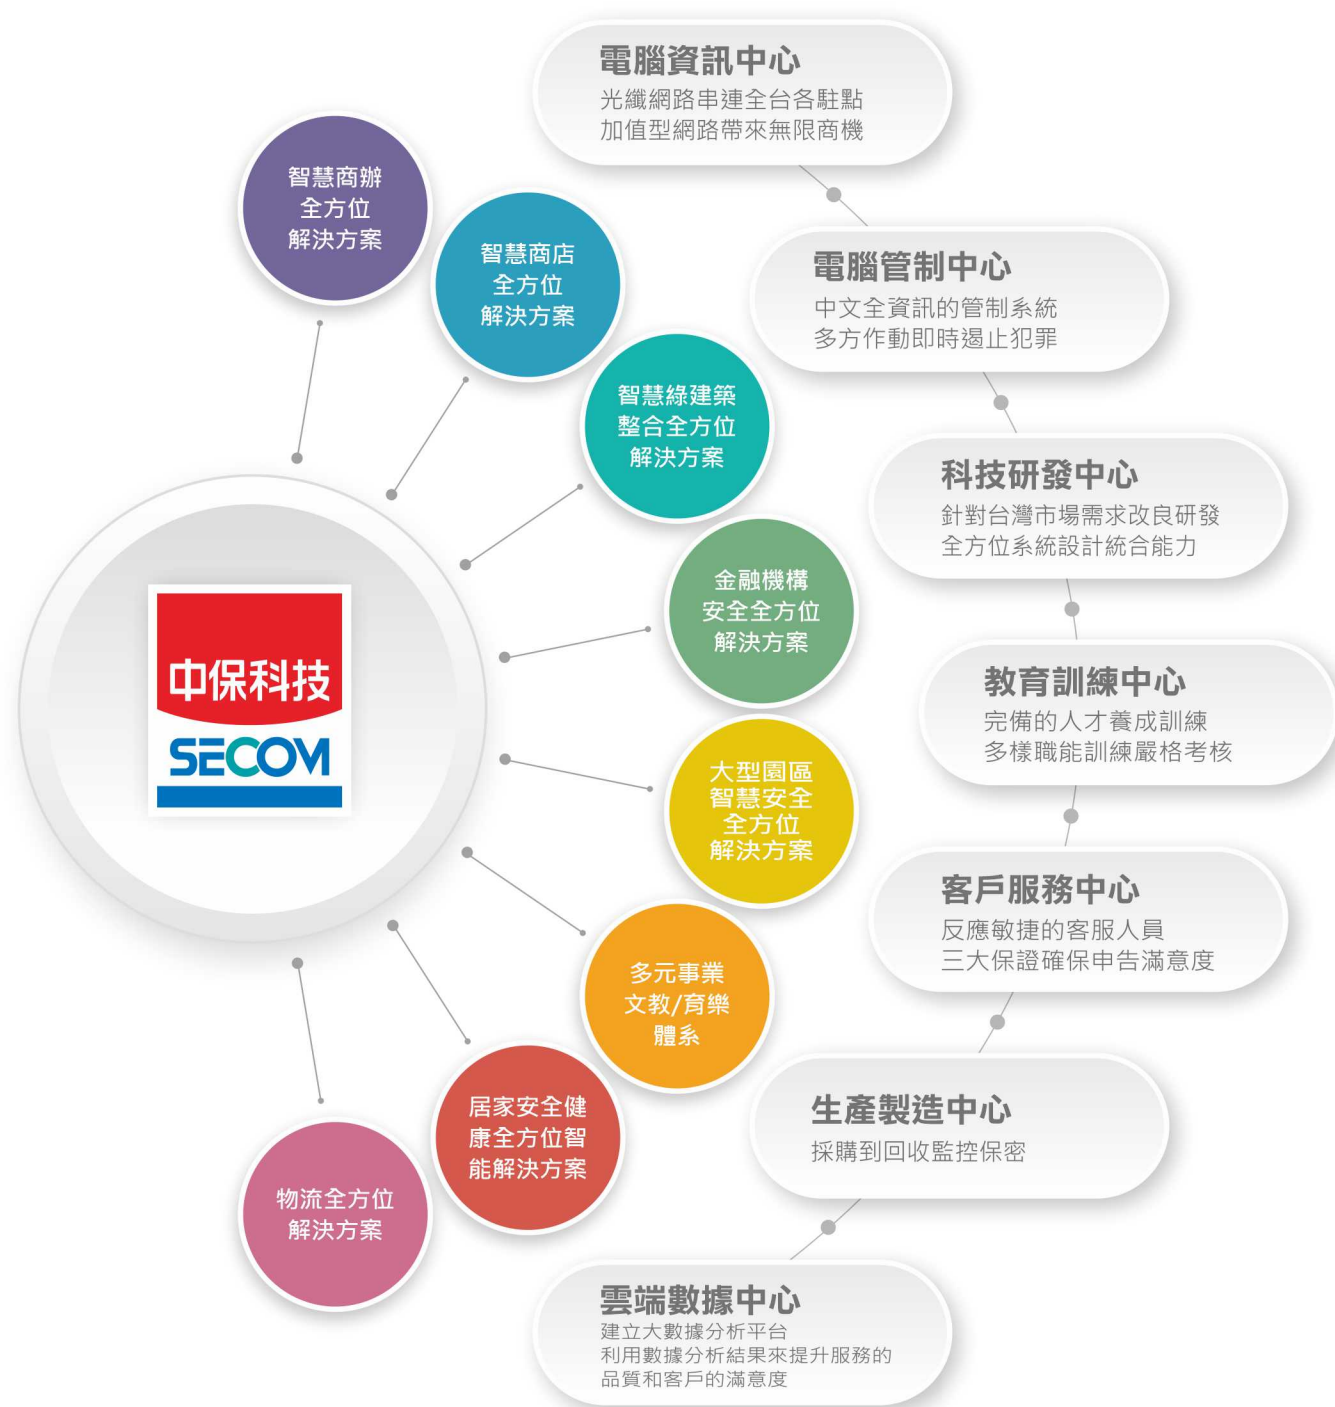 電腦資訊中心
光纖網路串連全台各駐點
加值型網路帶來無限商機
智慧商辦
全方位
解決方案
智慧商店
全方位
解決方案
電腦管制中心
中文全資訊的管制系統
多方作動即時遏止犯罪
智慧綠建築
整合全方位
解決方案
科技研發中心
針對台灣市場需求改良研發
全方位系統設計統合能力
金融機構
安全全方位
解決方案
中保科技
SECOM
教育訓練中心
完備的人才養成訓練
多樣職能訓練嚴格考核
大型園區
智慧安全
全方位
解決方案
客戶服務中心
反應敏捷的客服人員
三大保證確保申告滿意度
多元事業
文教/育樂
體系
生產製造中心
採購到回收監控保密
居家安全健
康全方位智
能解決方案
物流全方位
解決方案
雲端數據中心
建立大數據分析平台
利用數據分析結果來提升服務的
品質和客戶的滿意度